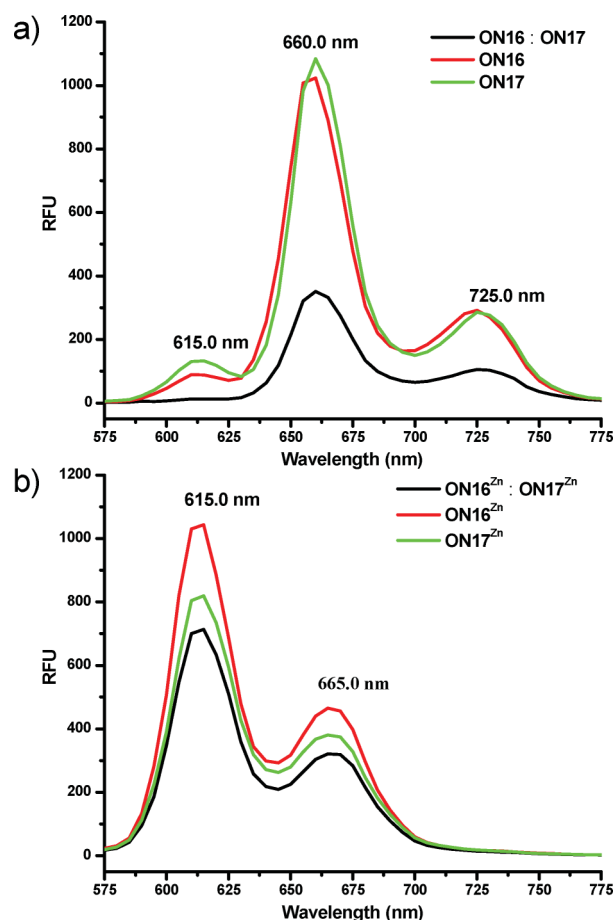 a)
660.0 nm
ON16 : ON17
ON16
ON17
1200
1000
800
600
400
200
0
RFU
615.0 nm
725.0 nm
575 600 625 650 675 700 725 750 775
Wavelength (nm)
b)
615.0 nm
ON16Zn : ON17Zn
ON16Zn
ON17Zn
1200
1000
800
600
400
200
0
RFU
665.0 nm
575 600 625 650 675 700 725 750 775
Wavelength (nm)